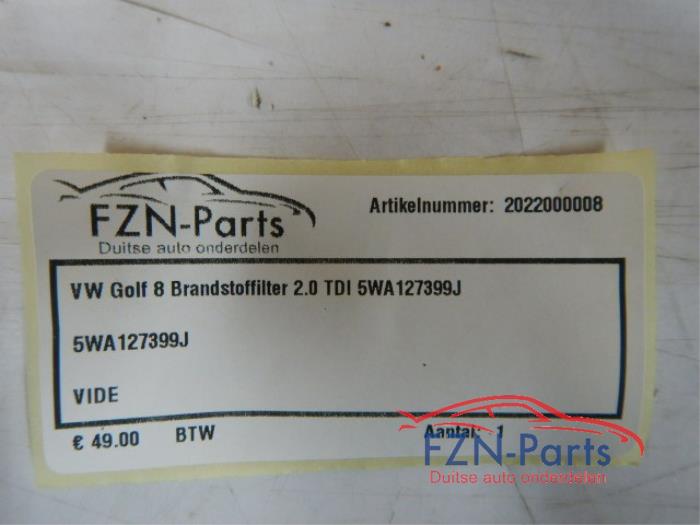 FZN-Parts
Duitse auto onderdelen
Artikelnummer: 2022000008
VW Golf 8 Brandstoffilter 2.0 TDI 5WA127399J
5WA127399J
VIDE
€ 49.00 BTW Aantal: 1
FZN-Parts
Duitse auto onderdelen